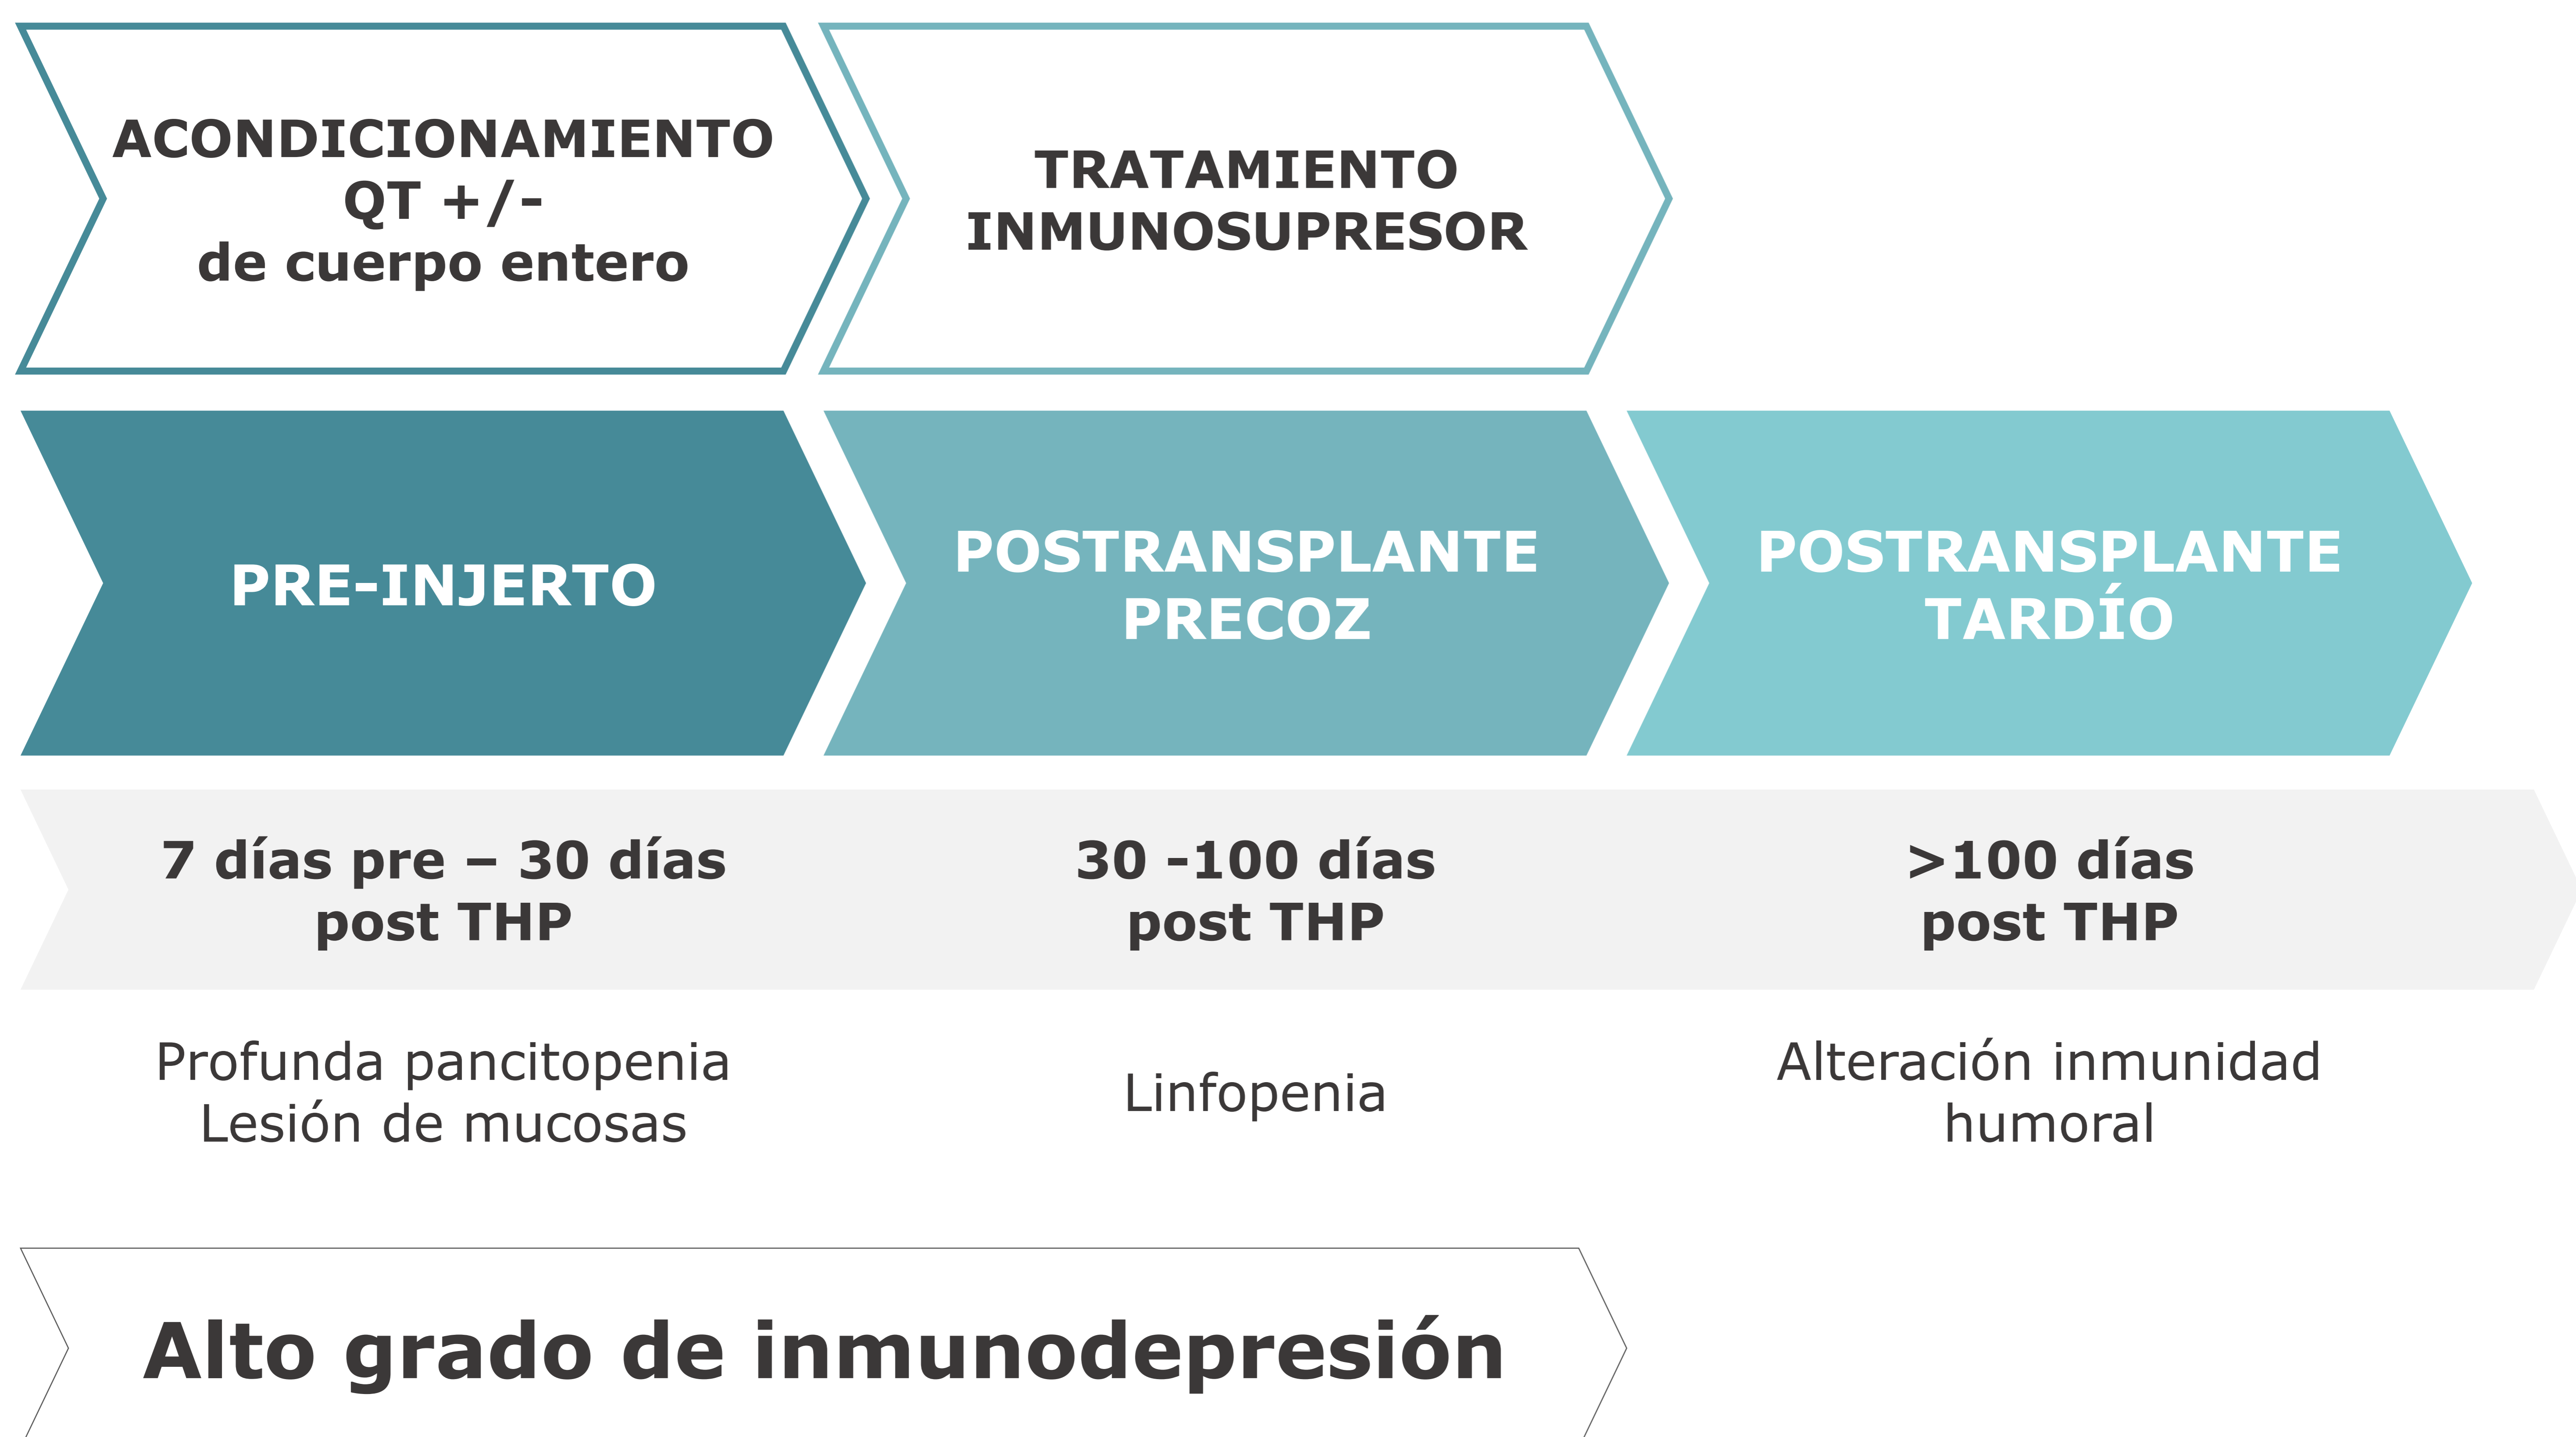 ACONDICIONAMIENTO
QT +/-
de cuerpo entero
TRATAMIENTO
INMUNOSUPRESOR
PRE-INJERTO
POSTRANSPLANTE
PRECOZ
POSTRANSPLANTE
TARDÍO
7 días pre – 30 días
post THP
30 -100 días
post THP
>100 días
post THP
Profunda pancitopenia
Lesión de mucosas
Linfopenia
Alteración inmunidad
humoral
Alto grado de inmunodepresión